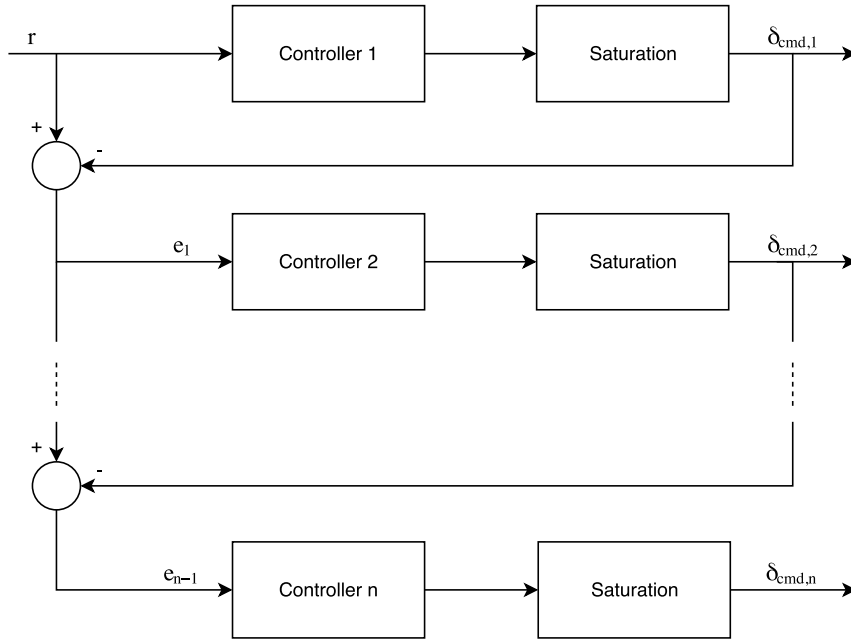 r
Controller 1
Saturation
δcmd,1
+
-
e1
Controller 2
Saturation
δcmd,2
+
-
en−1
Controller n
Saturation
δcmd,n